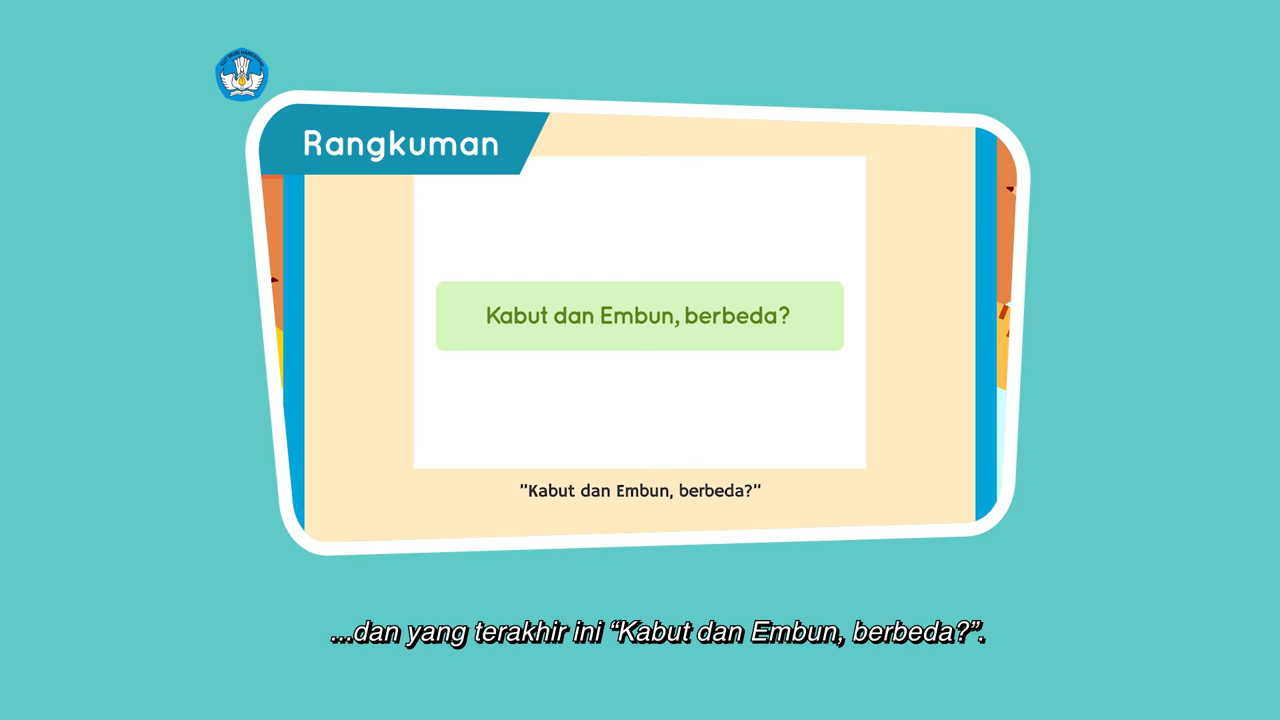 Rangkuman
Kabut dan Embun, berbeda?
"Kabut dan Embun, berbeda?"
...dan yang terakhir ini “Kabut dan Embun, berbeda?”.